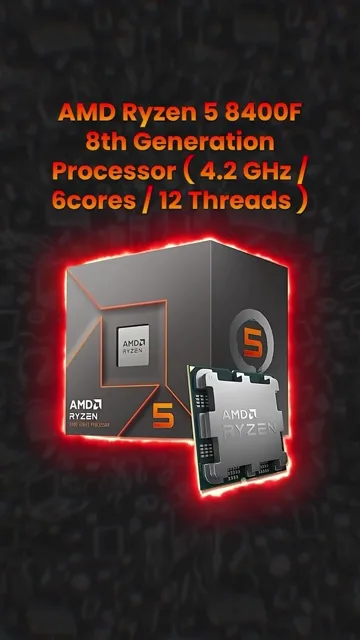 AMD Ryzen 5 8400F
8th Generation
Processor ( 4.2 GHz /
6cores / 12 Threads )
AMD
RYZEN
5
AMD
RYZEN
5
AMD
RYZEN